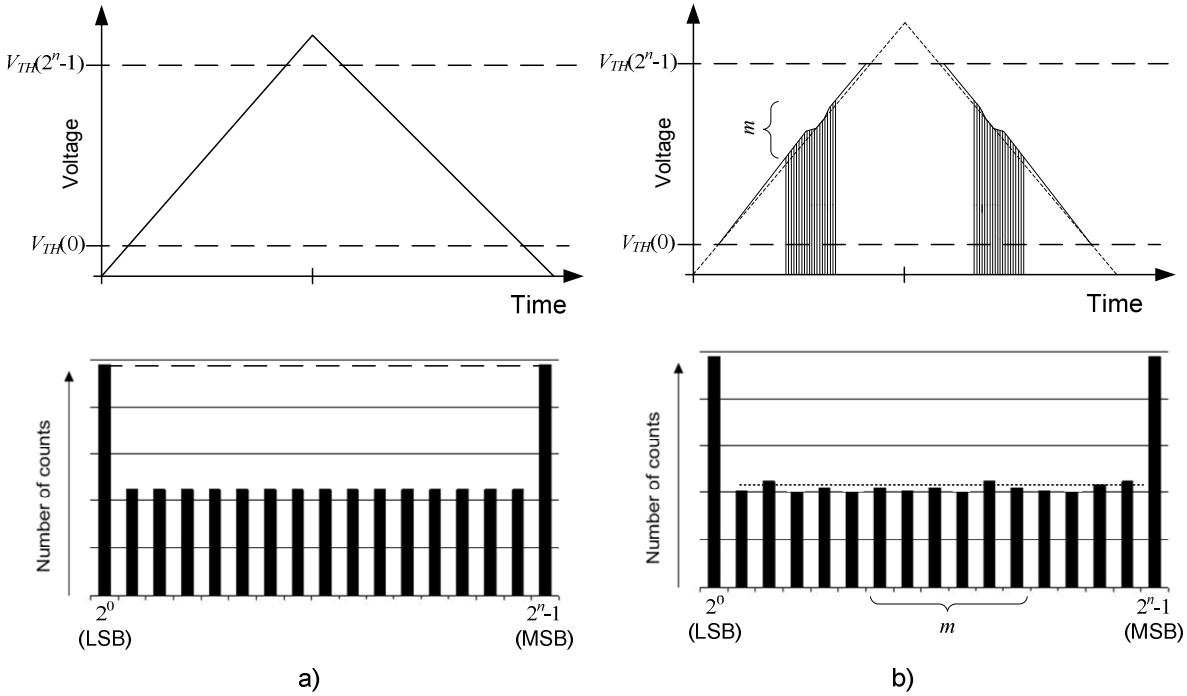 V_TH(2^n-1)
Voltage
V_TH(0)
Time
Number of counts
2^0
(LSB)
2^n-1
(MSB)
a)
V_TH(2^n-1)
m
Voltage
V_TH(0)
Time
Number of counts
2^0
(LSB)
m
2^n-1
(MSB)
b)